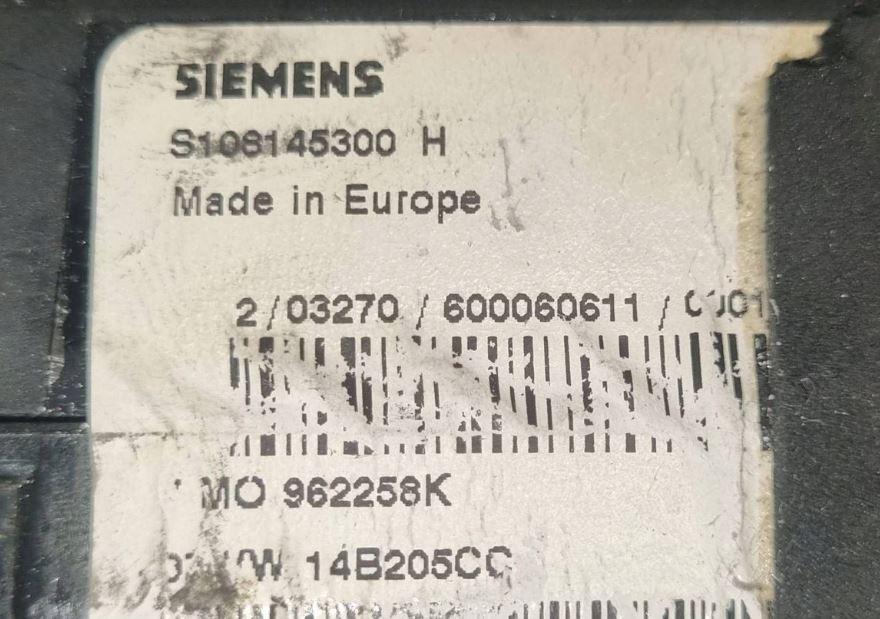 SIEMENS
S108145300 H
Made in Europe
2/03270 / 600060611 /
MO 962258K
14B205CC